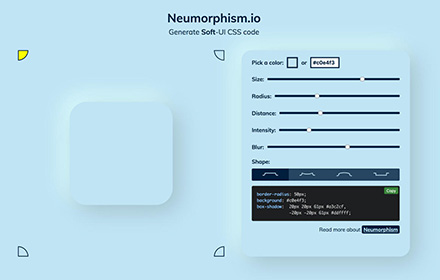 Neumorphism.io
Generate Soft-UI CSS code
Pick a color: or #c0e4f3
Size:
Radius:
Distance:
Intensity:
Blur:
Shape:
Copy
border-radius: 50px;
background: #c0e4f3;
box-shadow: 20px 20px 61px #a3c2cf,
-20px -20px 61px #ddffff;
Read more about Neumorphism